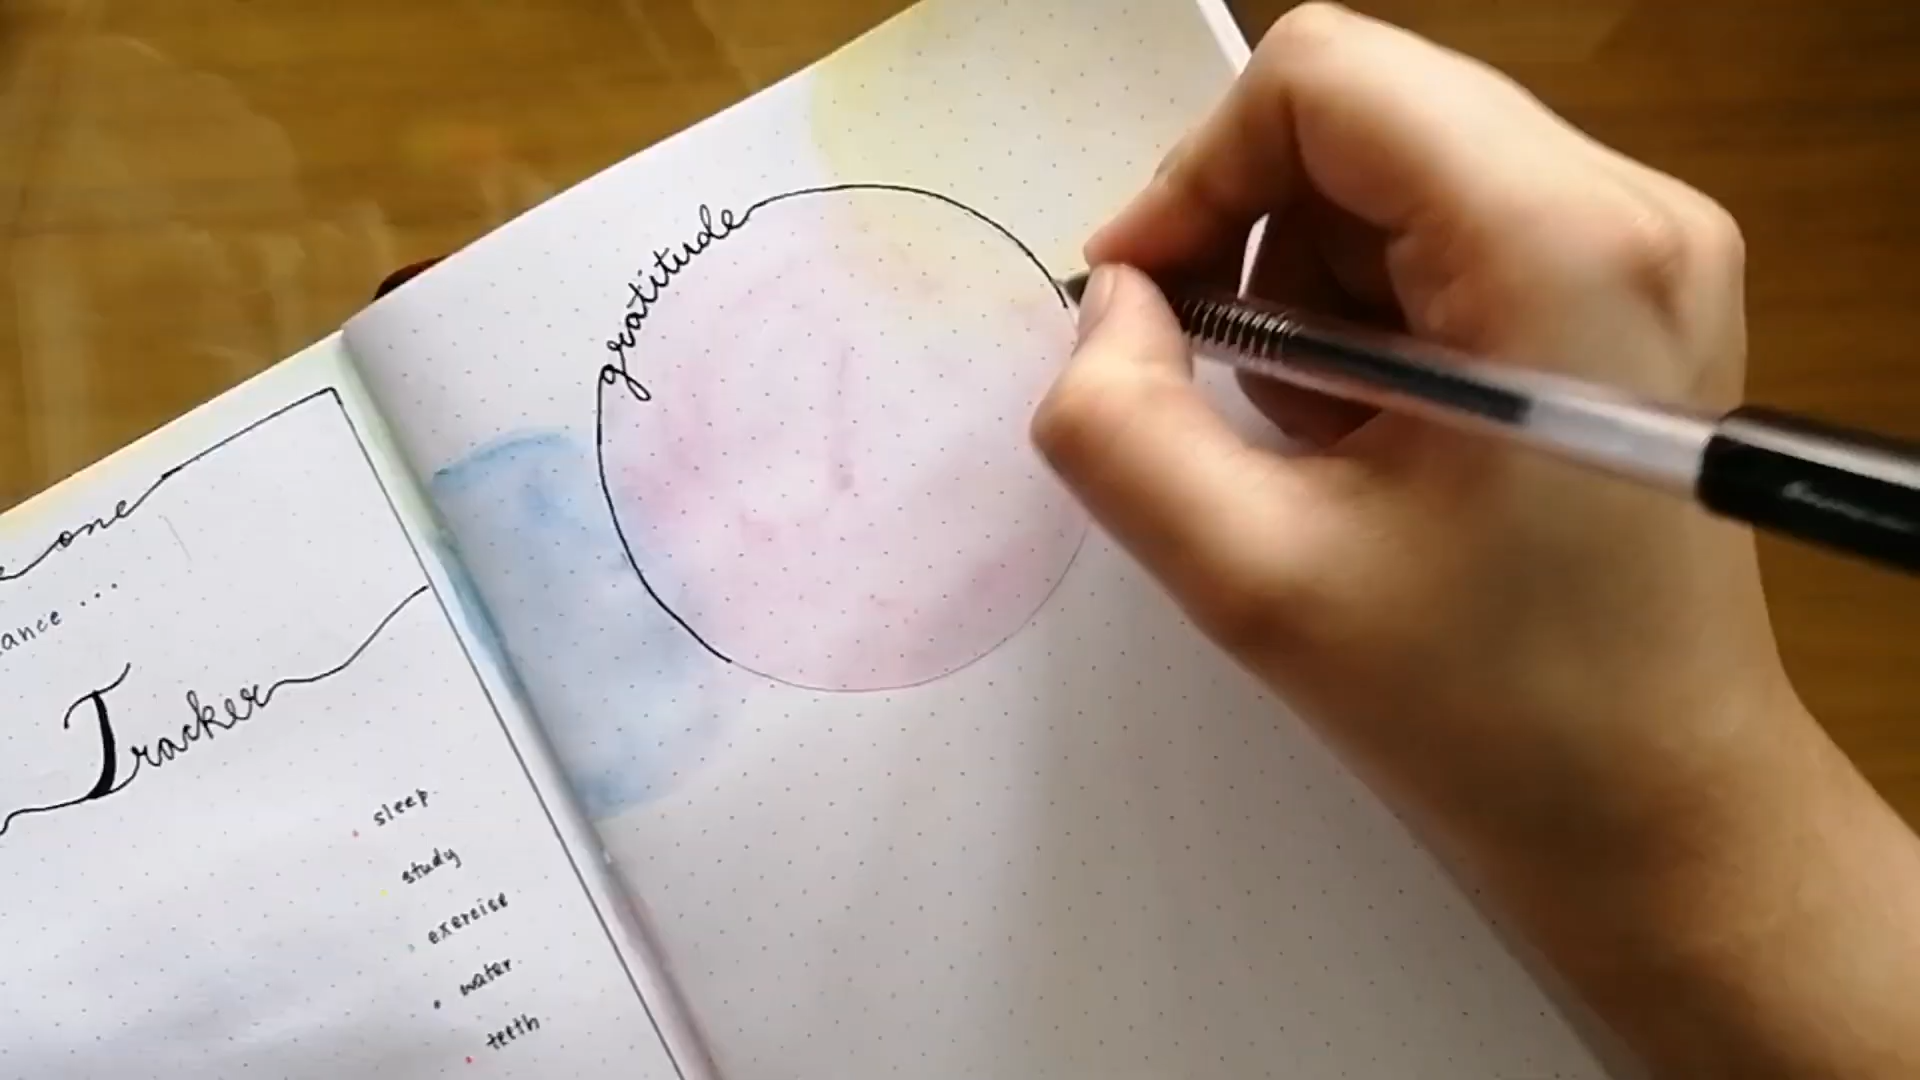 one
ance ...
Tracker
sleep
study
exercise
water
teeth
gratitude